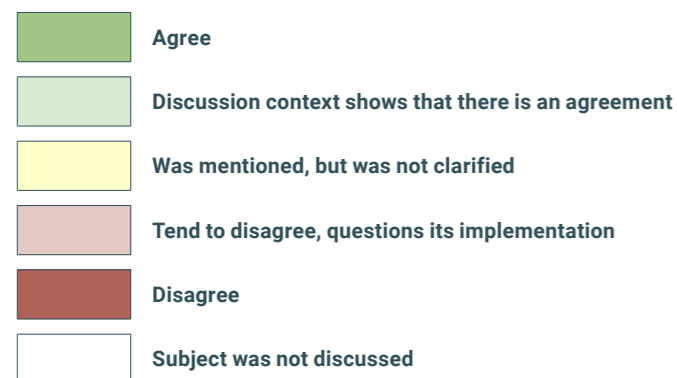 Agree
Discussion context shows that there is an agreement
Was mentioned, but was not clarified
Tend to disagree, questions its implementation
Disagree
Subject was not discussed